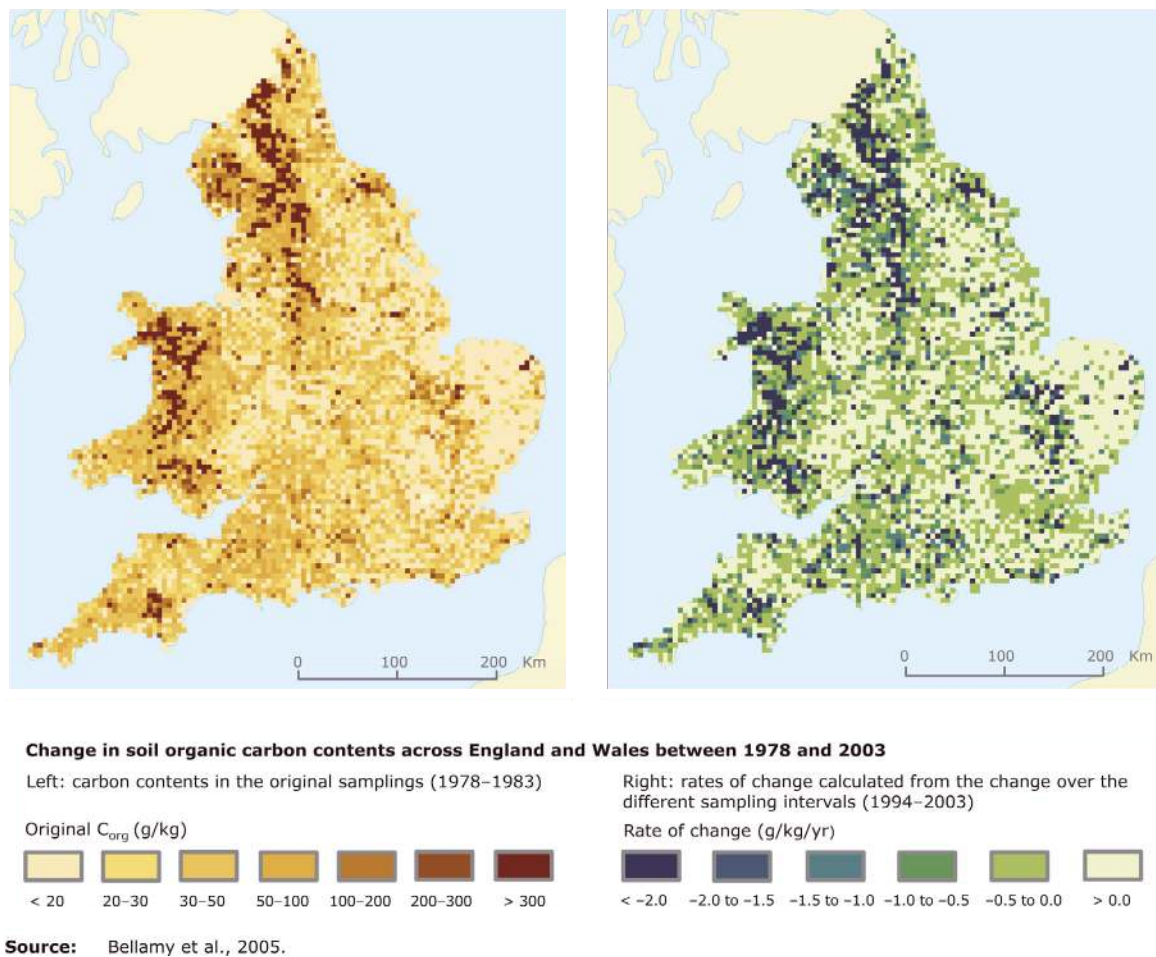 0 100 200 Km
0 100 200 Km
Change in soil organic carbon contents across England and Wales between 1978 and 2003
Left: carbon contents in the original samplings (1978–1983)
Original Corg (g/kg)
< 20 20–30 30–50 50–100 100–200 200–300 > 300
Right: rates of change calculated from the change over the
different sampling intervals (1994–2003)
Rate of change (g/kg/yr)
< –2.0 –2.0 to –1.5 –1.5 to –1.0 –1.0 to –0.5 –0.5 to 0.0 > 0.0
Source: Bellamy et al., 2005.